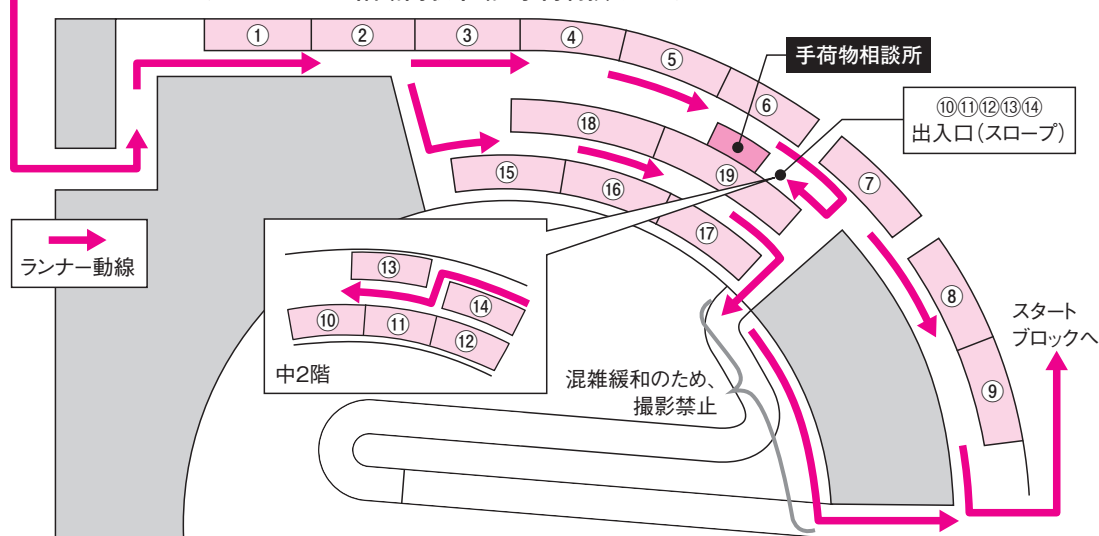 ①
②
③
④
⑤
⑥
手荷物相談所
⑩⑪⑫⑬⑭
出入口（スロープ）
⑱
⑲
⑦
⑮
⑯
⑰
ランナー動線
⑬
⑭
⑩
⑪
⑫
中2階
⑧
⑨
スタート
ブロックへ
混雑緩和のため、
撮影禁止